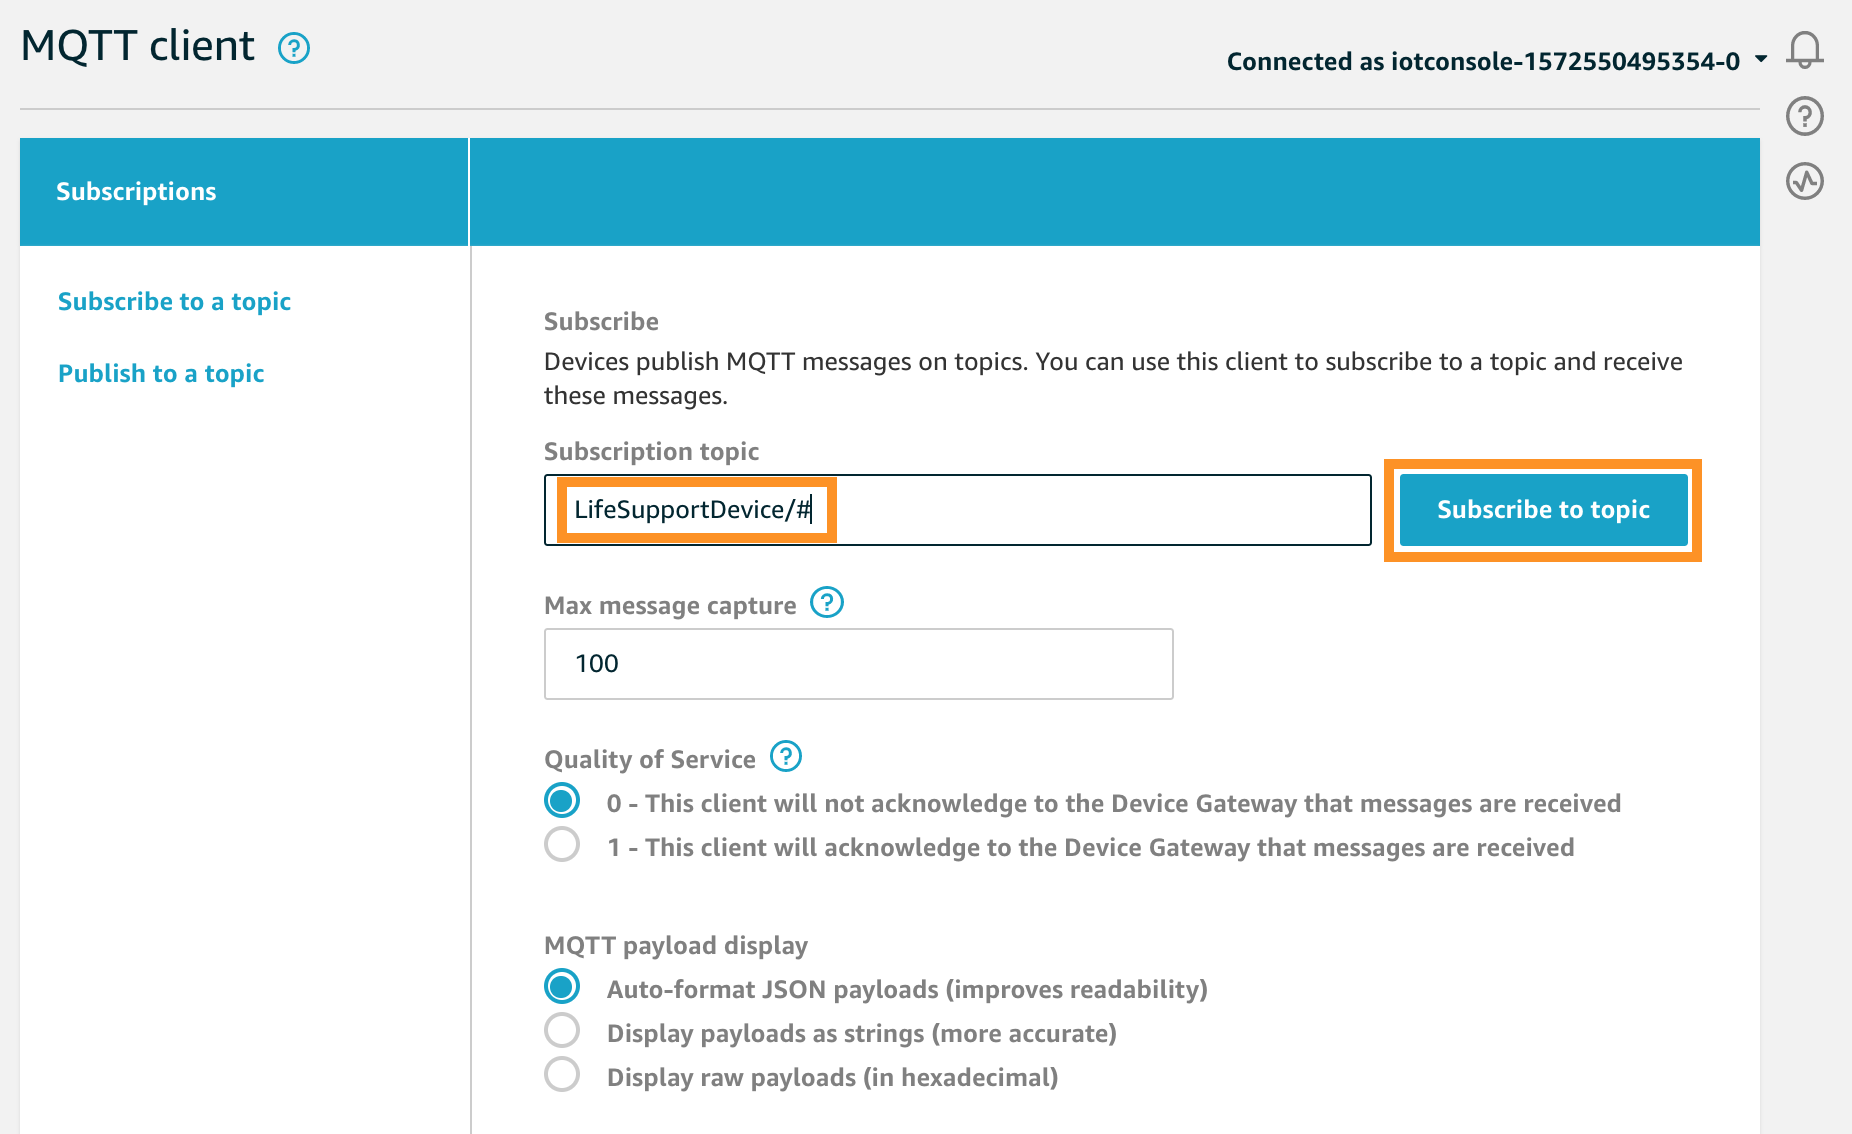 MQTT client
Connected as iotconsole-1572550495354-0
Subscriptions
Subscribe to a topic
Publish to a topic
Subscribe
Devices publish MQTT messages on topics. You can use this client to subscribe to a topic and receive
these messages.
Subscription topic
LifeSupportDevice/#
Subscribe to topic
Max message capture
100
Quality of Service
0 - This client will not acknowledge to the Device Gateway that messages are received
1 - This client will acknowledge to the Device Gateway that messages are received
MQTT payload display
Auto-format JSON payloads (improves readability)
Display payloads as strings (more accurate)
Display raw payloads (in hexadecimal)